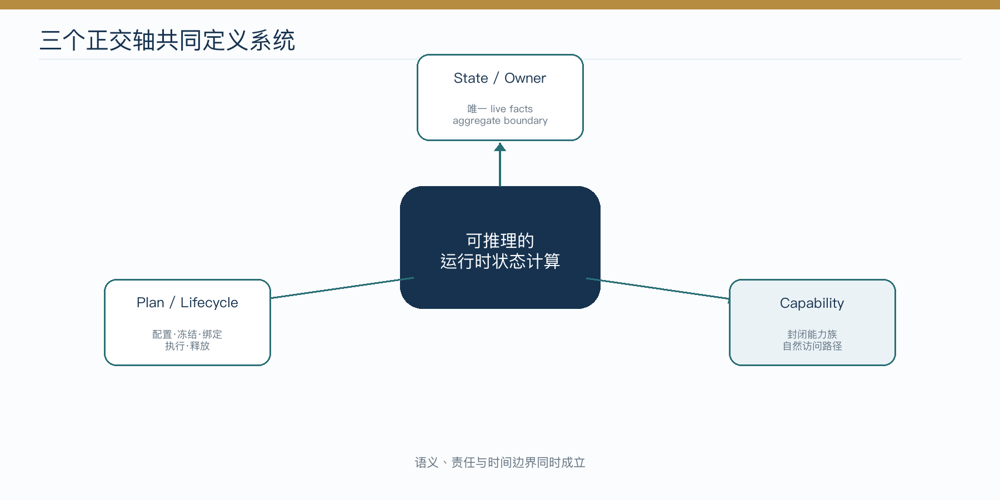 三个正交轴共同定义系统
State / Owner
唯一 live facts
aggregate boundary
可推理的
运行时状态计算
Plan / Lifecycle
配置·冻结·绑定
执行·释放
Capability
封闭能力族
自然访问路径
语义、责任与时间边界同时成立